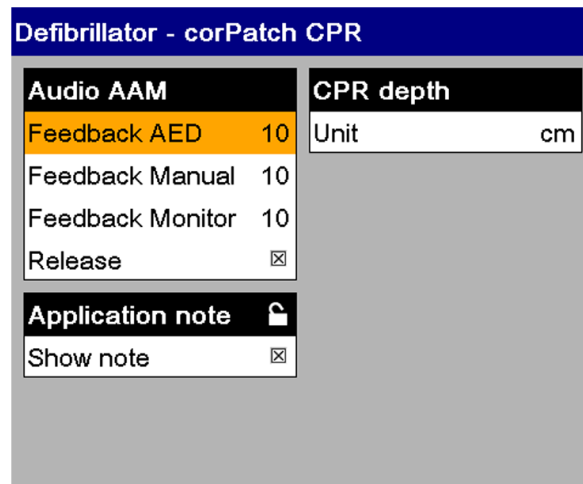 Defibrillator - corPatch CPR
Audio AAM
Feedback AED 10
Feedback Manual 10
Feedback Monitor 10
Release ☒
Application note
Show note ☒
CPR depth
Unit cm